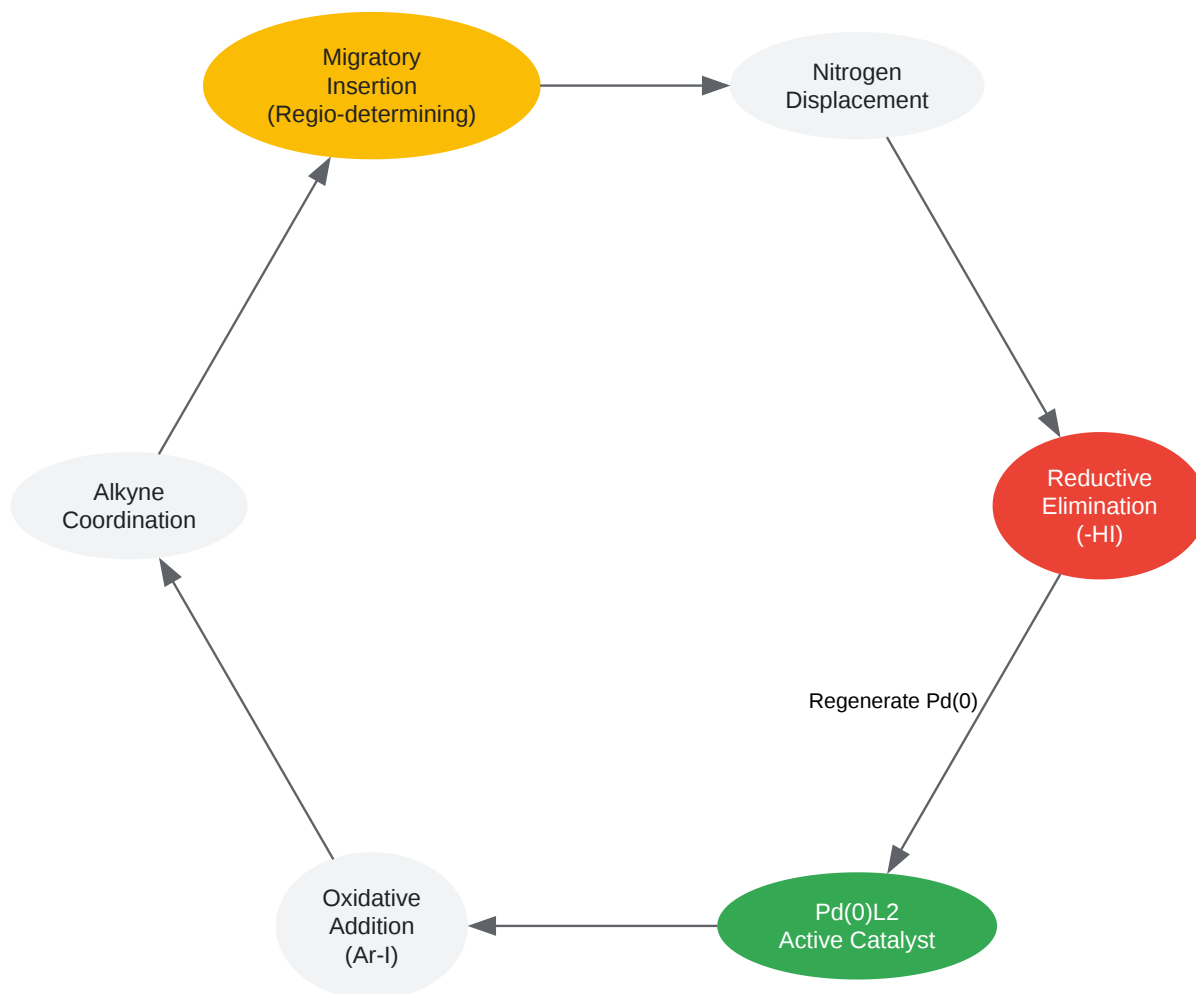 Migratory
Insertion
(Regio-determining)
Nitrogen
Displacement
Alkyne
Coordination
Reductive
Elimination
(-HI)
Regenerate Pd(0)
Oxidative
Addition
(Ar-I)
Pd(0)L2
Active Catalyst